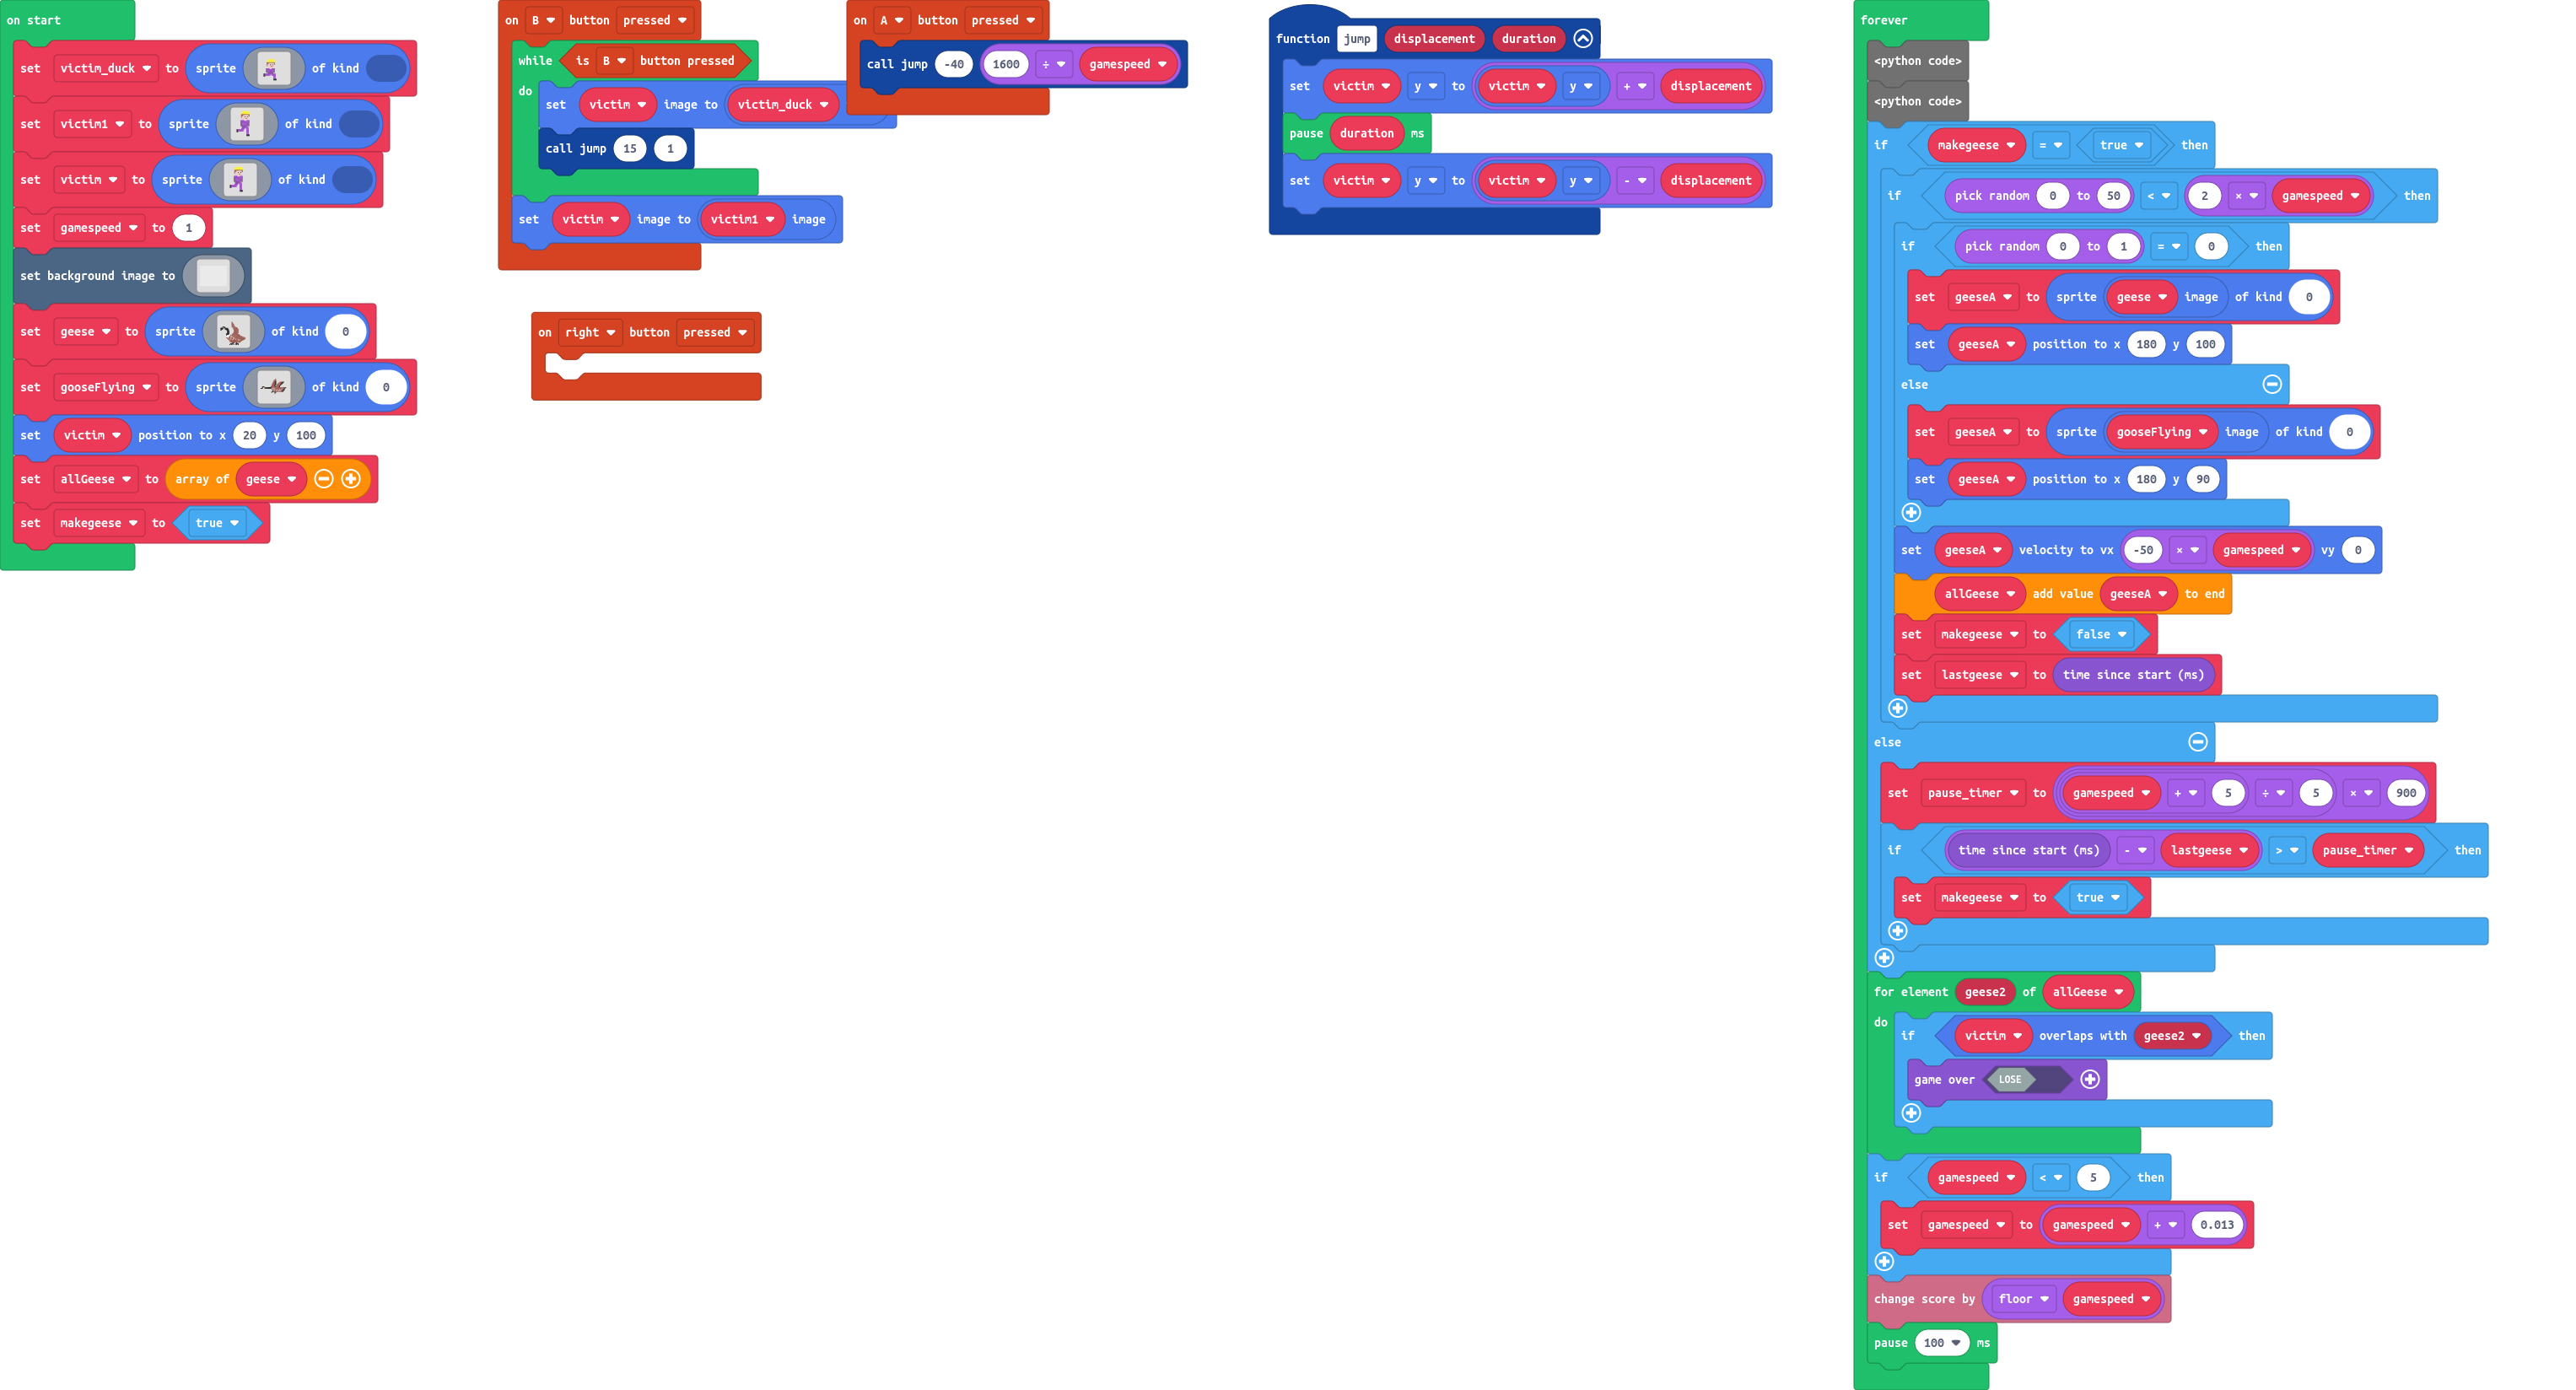 on start
set victim_duck to sprite of kind
set victim1 to sprite of kind
set victim to sprite of kind
set gamespeed to 1
set background image to
set geese to sprite of kind 0
set gooseFlying to sprite of kind 0
set victim position to x 20 y 100
set allGeese to array of geese
set makegeese to true
on B button pressed
while is B button pressed
do set victim image to victim_duck
call jump 15 1
set victim image to victim1 image
on A button pressed
call jump -40 1600 ÷ gamespeed
on right button pressed
function jump displacement duration
set victim y to victim y + displacement
pause duration ms
set victim y to victim y - displacement
forever
<python code>
<python code>
if makegeese = true then
if pick random 0 to 50 < 2 × gamespeed then
if pick random 0 to 1 = 0 then
set geeseA to sprite geese image of kind 0
set geeseA position to x 180 y 100
else
set geeseA to sprite gooseFlying image of kind 0
set geeseA position to x 180 y 90
set geeseA velocity to vx -50 × gamespeed vy 0
allGeese add value geeseA to end
set makegeese to false
set lastgeese to time since start (ms)
else
set pause_timer to gamespeed + 5 ÷ 5 × 900
if time since start (ms) - lastgeese > pause_timer then
set makegeese to true
for element geese2 of allGeese
do if victim overlaps with geese2 then
game over LOSE
if gamespeed < 5 then
set gamespeed to gamespeed + 0.013
change score by floor gamespeed
pause 100 ms